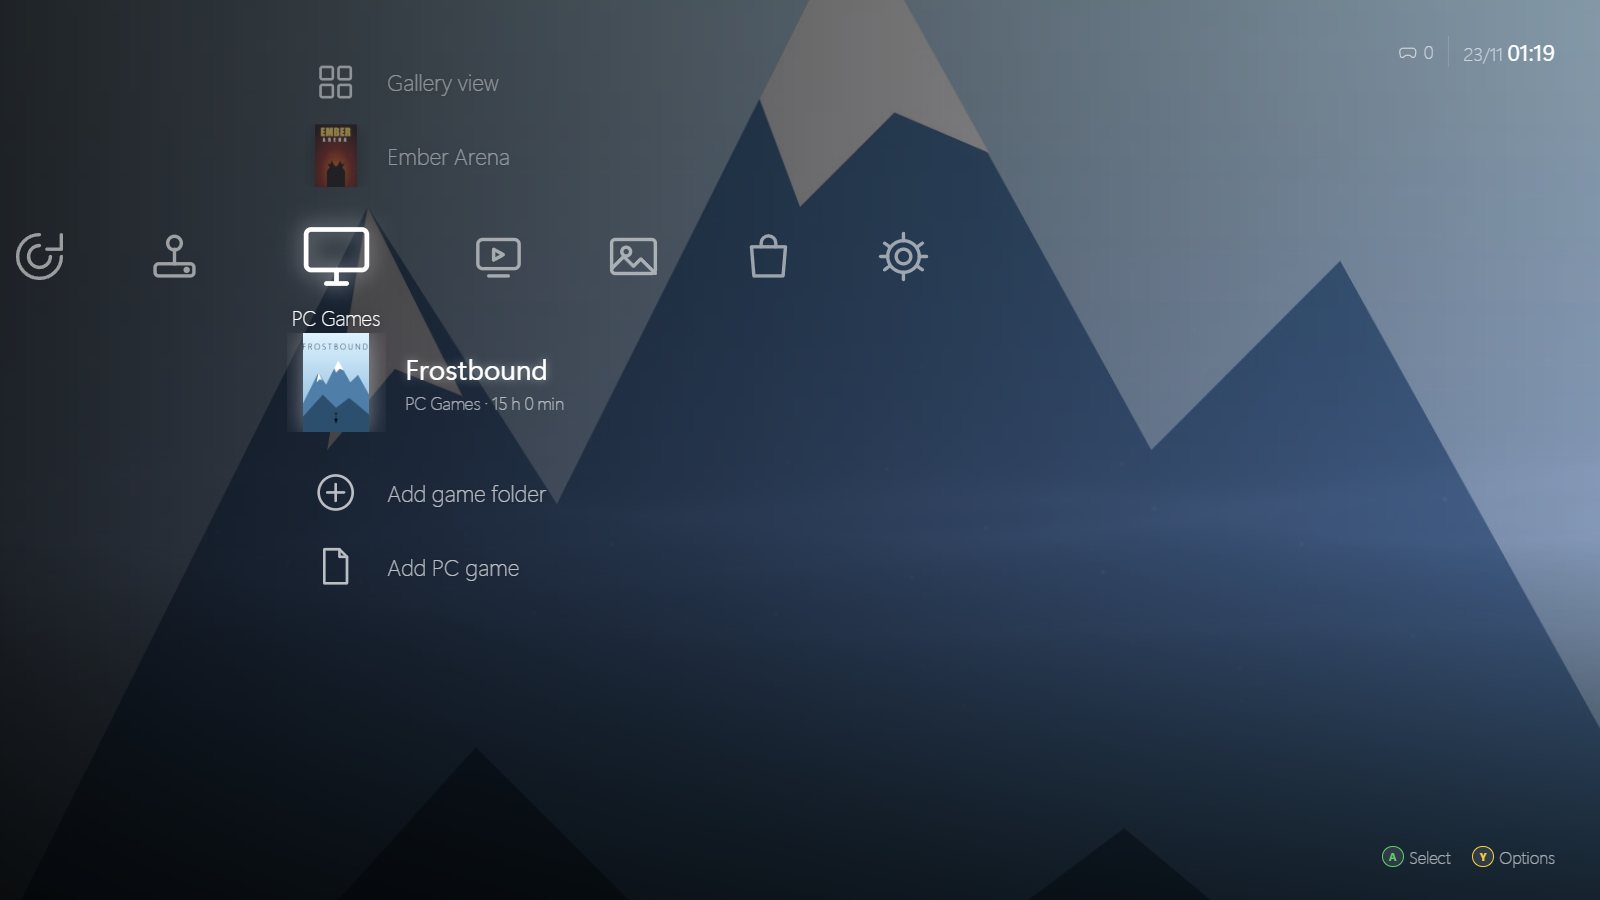 0
23/11 01:19
Gallery view
EMBER
ARENA
Ember Arena
PC Games
FROSTBOUND
Frostbound
PC Games · 15 h 0 min
Add game folder
Add PC game
A Select
Y Options